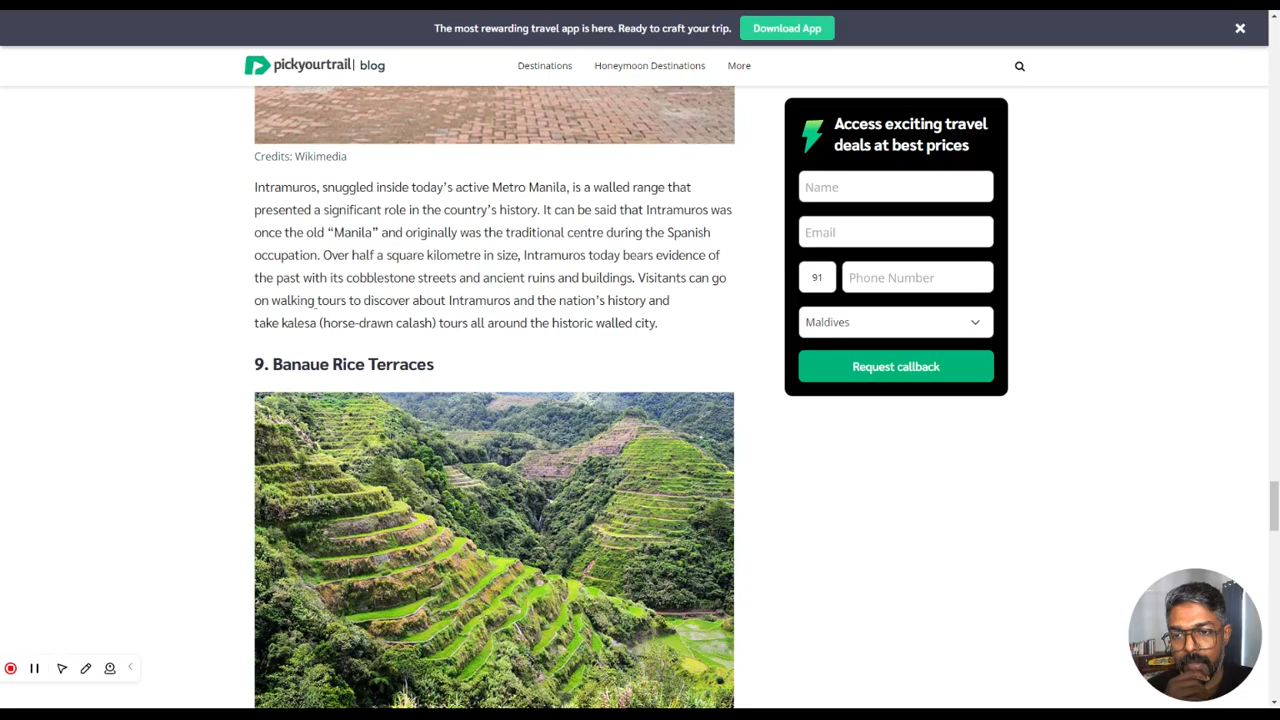 The most rewarding travel app is here. Ready to craft your trip.
Download App
pickyourtrail| blog
Destinations
Honeymoon Destinations
More
Credits: Wikimedia
Intramuros, snuggled inside today’s active Metro Manila, is a walled range that
presented a significant role in the country’s history. It can be said that Intramuros was
once the old “Manila” and originally was the traditional centre during the Spanish
occupation. Over half a square kilometre in size, Intramuros today bears evidence of
the past with its cobblestone streets and ancient ruins and buildings. Visitants can go
on walking tours to discover about Intramuros and the nation’s history and
take kalesa (horse-drawn calash) tours all around the historic walled city.
9. Banaue Rice Terraces
Access exciting travel
deals at best prices
Name
Email
91
Phone Number
Maldives
Request callback